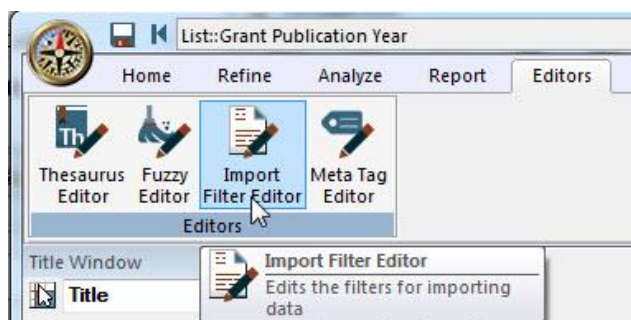 List::Grant Publication Year
Home Refine Analyze Report Editors
Th
Thesaurus Editor
Fuzzy Editor
Import Filter Editor
Meta Tag Editor
Editors
Title Window
Title
Import Filter Editor
Edits the filters for importing
data